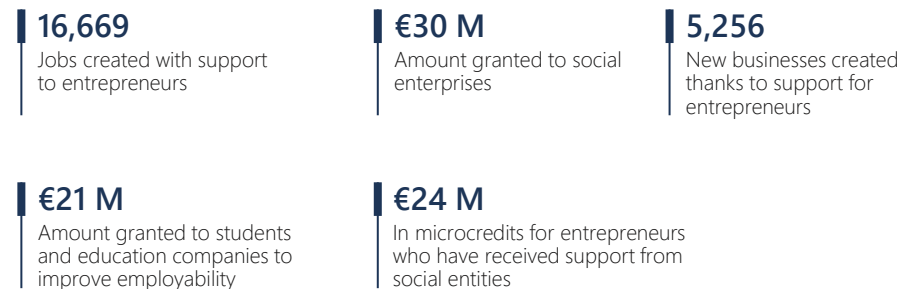 16,669
Jobs created with support
to entrepreneurs
€30 M
Amount granted to social
enterprises
5,256
New businesses created
thanks to support for
entrepreneurs
€21 M
Amount granted to students
and education companies to
improve employability
€24 M
In microcredits for entrepreneurs
who have received support from
social entities